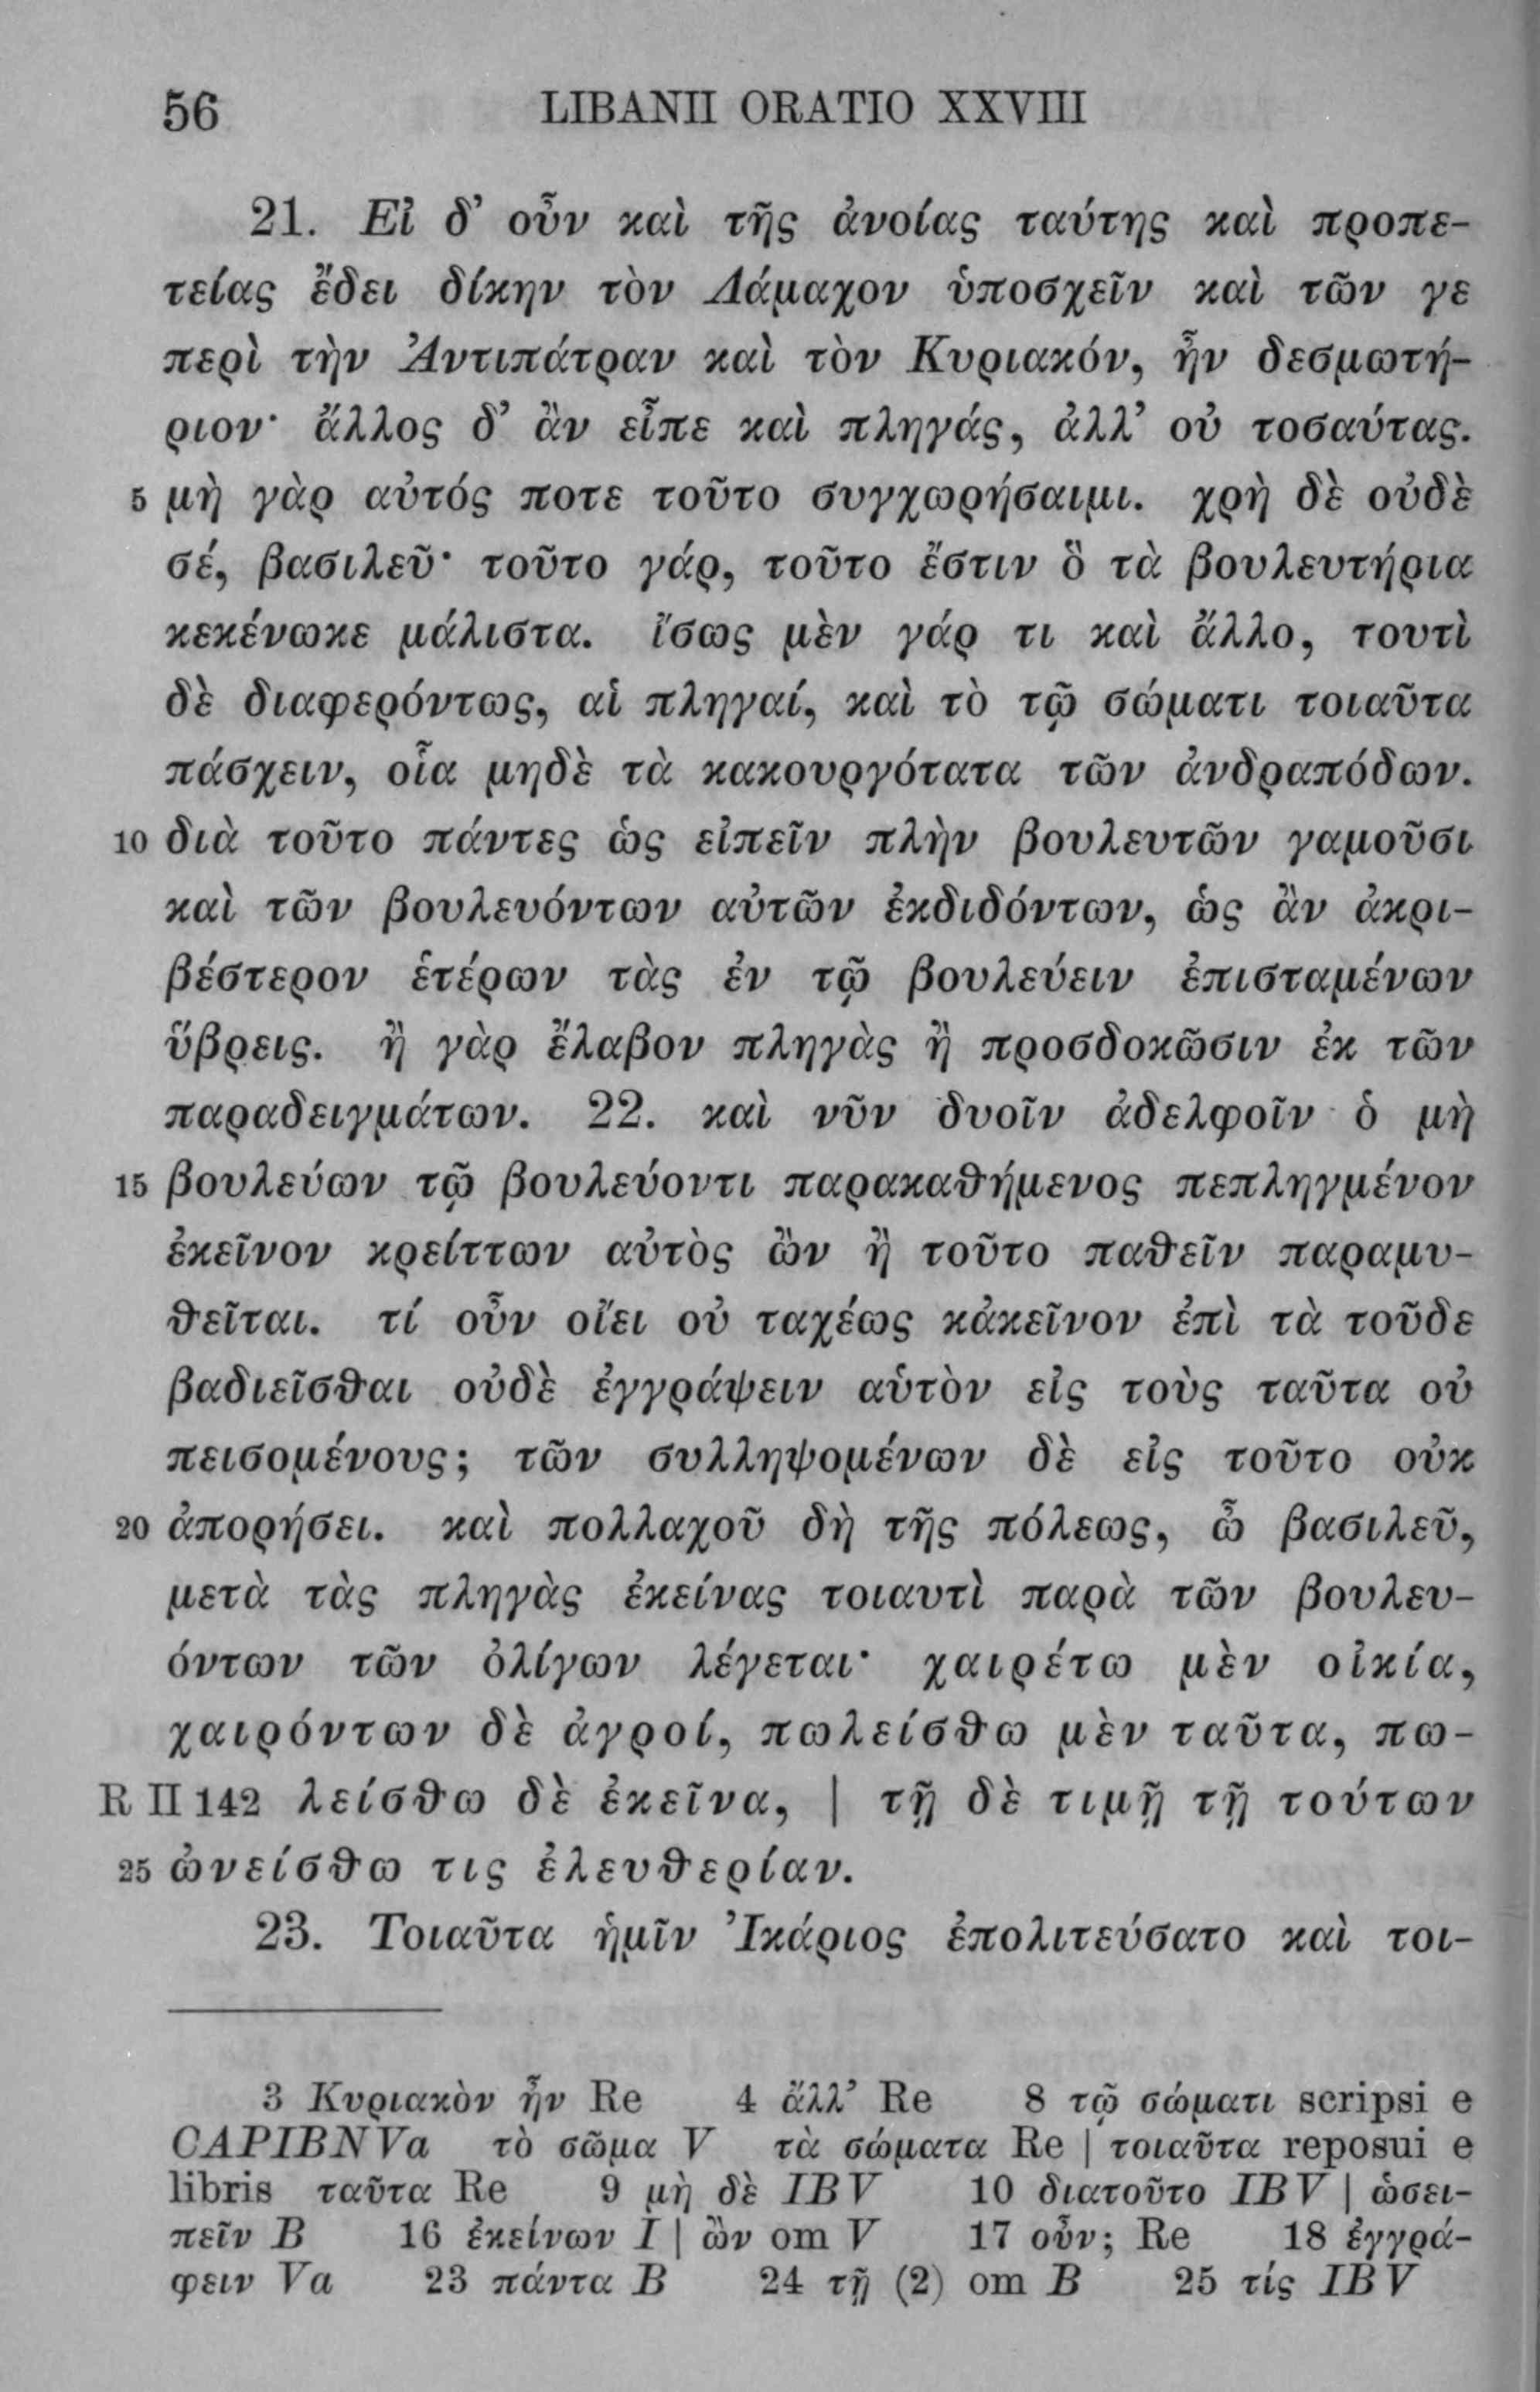 56 LIBANII ORATIO XXVIII
21. Εἰ δ’ οὖν καὶ τῆς ἀνοίας ταύτης καὶ προπε-
τείας ἔδει δίκην τὸν Λάμαχον ὑποσχεῖν καὶ τῶν γε
περὶ τὴν Ἀντιπάτραν καὶ τὸν Κυριακόν, ἦν δεσμωτή-
ριον· ἄλλος δ’ ἂν εἶπε καὶ πληγάς, ἀλλ’ οὐ τοσαύτας.
5 μὴ γὰρ αὐτός ποτε τοῦτο συγχωρήσαιμι. χρὴ δὲ οὐδὲ
σέ, βασιλεῦ· τοῦτο γάρ, τοῦτο ἔστιν ὃ τὰ βουλευτήρια
κεκένωκε μάλιστα. ἴσως μὲν γάρ τι καὶ ἄλλο, τουτὶ
δὲ διαφερόντως, αἱ πληγαί, καὶ τὸ τῷ σώματι τοιαῦτα
πάσχειν, οἷα μηδὲ τὰ κακουργότατα τῶν ἀνδραπόδων.
10 διὰ τοῦτο πάντες ὡς εἰπεῖν πλὴν βουλευτῶν γαμοῦσι
καὶ τῶν βουλευόντων αὐτῶν ἐκδιδόντων, ὡς ἂν ἀκρι-
βέστερον ἑτέρων τὰς ἐν τῷ βουλεύειν ἐπισταμένων
ὕβρεις. ἢ γὰρ ἔλαβον πληγὰς ἢ προσδοκῶσιν ἐκ τῶν
παραδειγμάτων. 22. καὶ νῦν δυοῖν ἀδελφοῖν ὁ μὴ
15 βουλεύων τῷ βουλεύοντι παρακαθήμενος πεπληγμένον
ἐκεῖνον κρείττων αὐτὸς ὢν ἢ τοῦτο παθεῖν παραμυ-
θεῖται. τί οὖν οἴει οὐ ταχέως κἀκεῖνον ἐπὶ τὰ τοῦδε
βαδιεῖσθαι οὐδὲ ἐγγράψειν αὑτὸν εἰς τοὺς ταῦτα οὐ
πεισομένους; τῶν συλληψομένων δὲ εἰς τοῦτο οὐκ
20 ἀπορήσει. καὶ πολλαχοῦ δὴ τῆς πόλεως, ὦ βασιλεῦ,
μετὰ τὰς πληγὰς ἐκείνας τοιαυτὶ παρὰ τῶν βουλευ-
όντων τῶν ὀλίγων λέγεται· χαιρέτω μὲν οἰκία,
χαιρόντων δὲ ἀγροί, πωλείσθω μὲν ταῦτα, πω-
R II 142 λείσθω δὲ ἐκεῖνα, | τῇ δὲ τιμῇ τῇ τούτων
25 ὠνείσθω τις ἐλευθερίαν.
23. Τοιαῦτα ἡμῖν Ἰκάριος ἐπολιτεύσατο καὶ τοι-
3 Κυριακὸν ἦν Re 4 ἄλλ’ Re 8 τῷ σώματι scripsi e
CAPIBNVa τὸ σῶμα V τὰ σώματα Re | τοιαῦτα reposui e
libris ταῦτα Re 9 μὴ δὲ IBV 10 διατοῦτο IBV | ὡσει-
πεῖν B 16 ἐκείνων I | ὢν om V 17 οὖν; Re 18 ἐγγρά-
φειν Va 23 πάντα B 24 τῇ (2) om B 25 τίς IBV